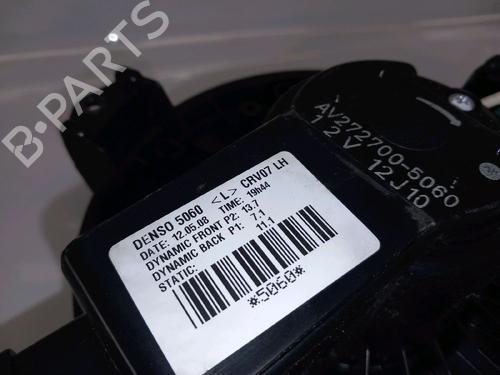 B-PARTS
AV272700-5060
12V 12J10
DENSO 5060 <L> CRV07 LH
DATE: 12.05.08 TIME: 19h44
DYNAMIC FRONT P2: 13,7
DYNAMIC BACK P1: 7,1
STATIC: 11,1
*5060*